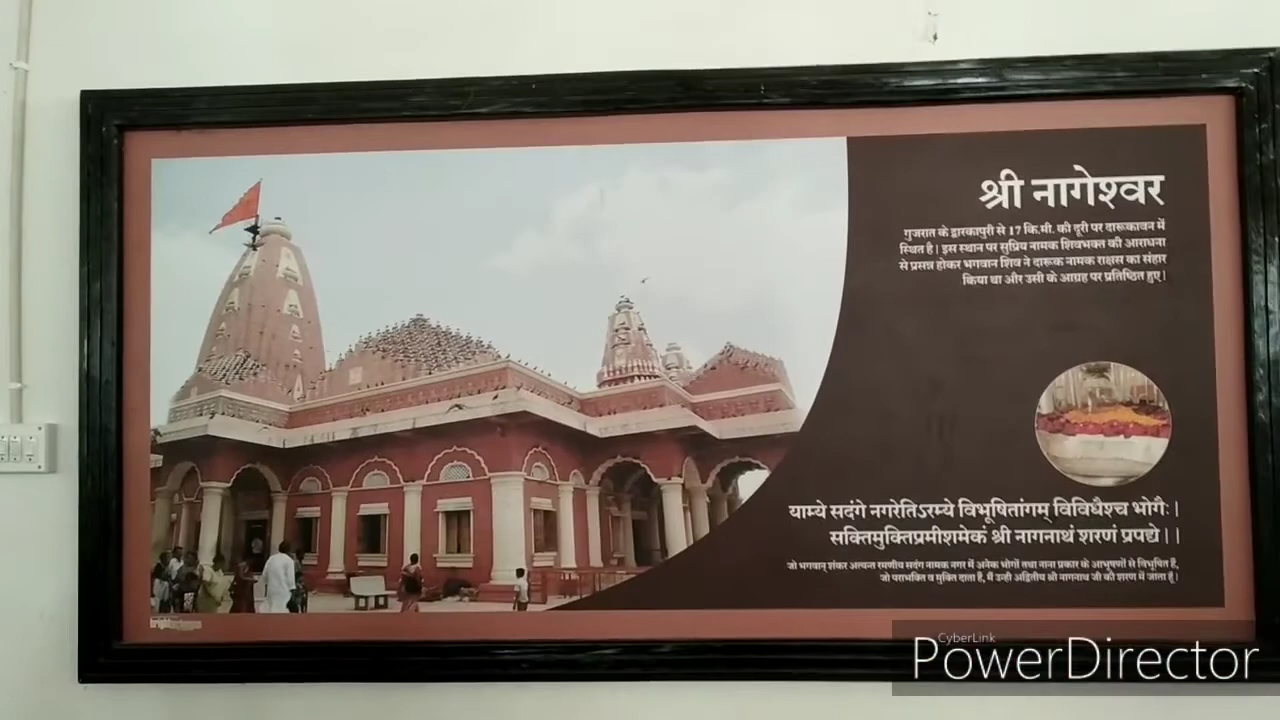 श्री नागेश्वर
गुजरात के द्वारकापुरी से 17 कि.मी. की दूरी पर दारूकावन में
स्थित है। इस स्थान पर सुप्रिय नामक शिवभक्त की आराधना
से प्रसन्न होकर भगवान शिव ने दारूक नामक राक्षस का संहार
किया था और उसी के आग्रह पर प्रतिष्ठित हुए।
याम्ये सदंगे नगरेतिऽरम्ये विभूषितांगम् विविधैश्च भोगैः।
सक्तिमुक्तिप्रमीशमेकं श्री नागनाथं शरणं प्रपद्ये।।
जो भगवान् शंकर अत्यन्त रमणीय सदंग नामक नगर में अनेक भोगों तथा नाना प्रकार के आभूषणों से विभूषित हैं,
जो पराभक्ति व मुक्ति दाता हैं, मैं उन्हीं अद्वितीय श्री नागनाथ जी की शरण में जाता हूँ।
CyberLink
PowerDirector